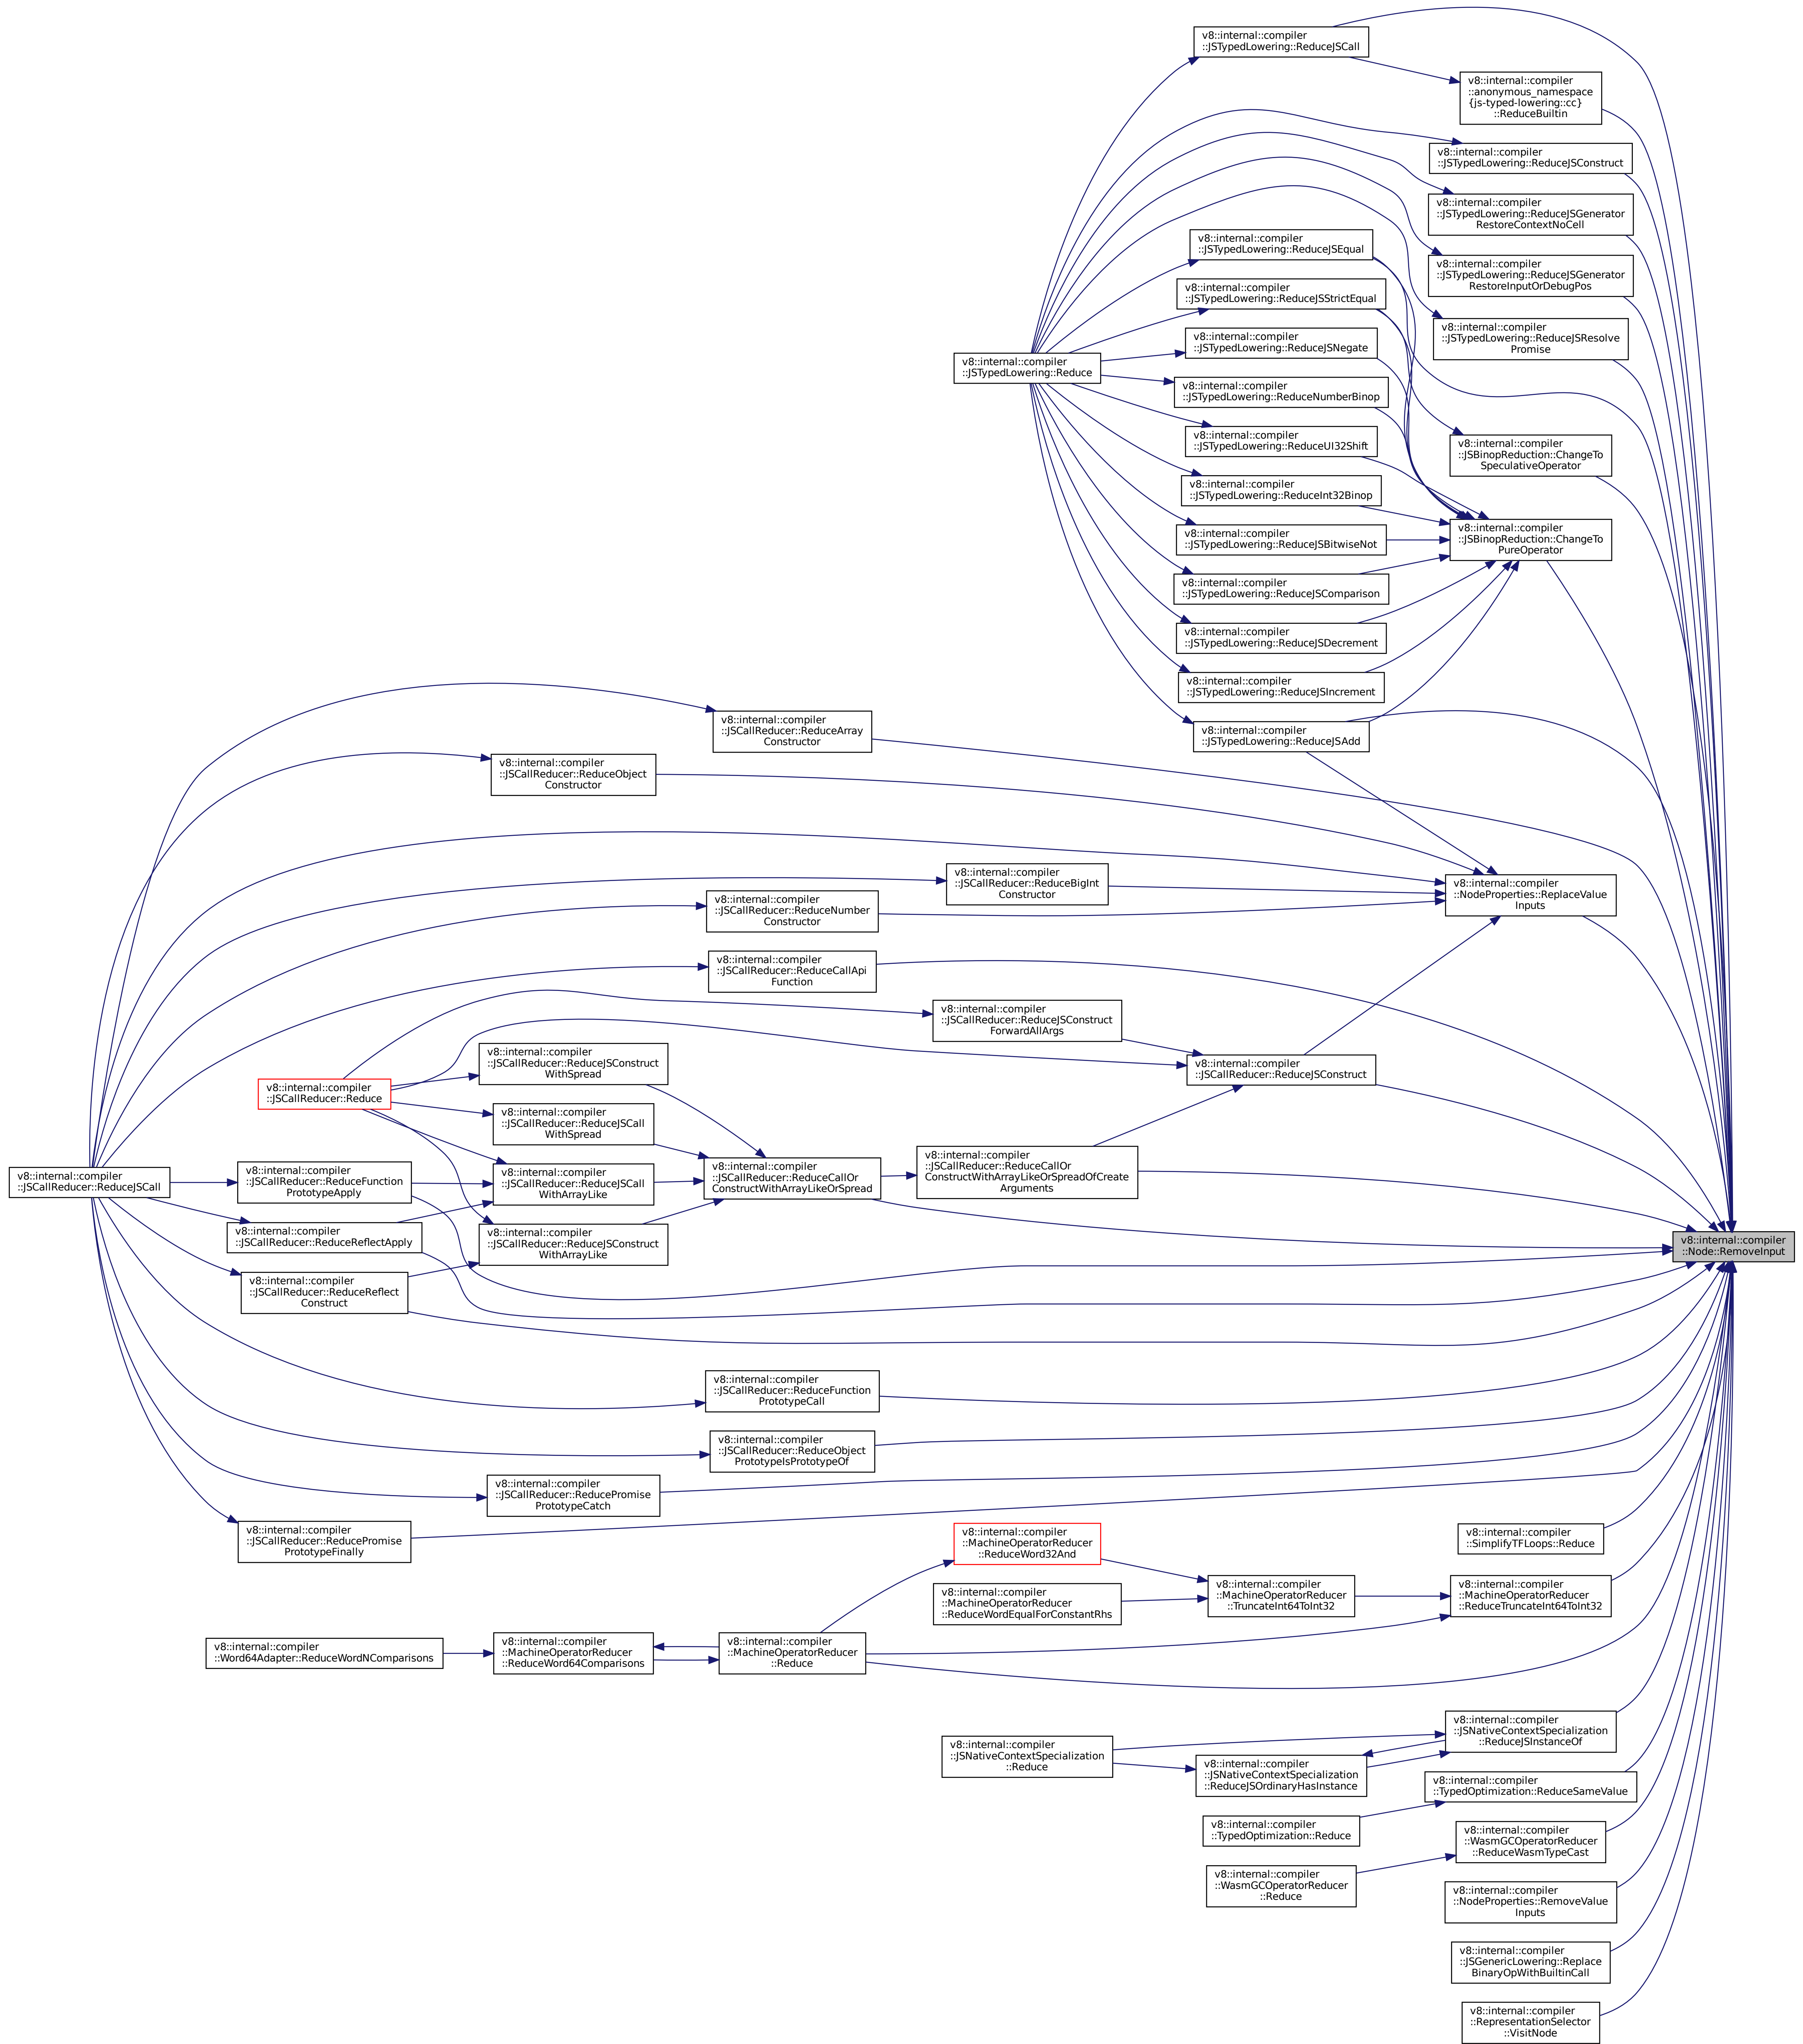 v8::internal::compiler
::JSTypedLowering::ReduceJSCall
v8::internal::compiler
::anonymous_namespace
{js-typed-lowering::cc}
::ReduceBuiltin
v8::internal::compiler
::JSTypedLowering::ReduceJSConstruct
v8::internal::compiler
::JSTypedLowering::ReduceJSGenerator
RestoreContextNoCell
v8::internal::compiler
::JSTypedLowering::ReduceJSEqual
v8::internal::compiler
::JSTypedLowering::ReduceJSGenerator
RestoreInputOrDebugPos
v8::internal::compiler
::JSTypedLowering::ReduceJSStrictEqual
v8::internal::compiler
::JSTypedLowering::ReduceJSResolve
Promise
v8::internal::compiler
::JSTypedLowering::ReduceJSNegate
v8::internal::compiler
::JSTypedLowering::Reduce
v8::internal::compiler
::JSTypedLowering::ReduceNumberBinop
v8::internal::compiler
::JSTypedLowering::ReduceUI32Shift
v8::internal::compiler
::JSBinopReduction::ChangeTo
SpeculativeOperator
v8::internal::compiler
::JSTypedLowering::ReduceInt32Binop
v8::internal::compiler
::JSTypedLowering::ReduceJSBitwiseNot
v8::internal::compiler
::JSBinopReduction::ChangeTo
PureOperator
v8::internal::compiler
::JSTypedLowering::ReduceJSComparison
v8::internal::compiler
::JSTypedLowering::ReduceJSDecrement
v8::internal::compiler
::JSTypedLowering::ReduceJSIncrement
v8::internal::compiler
::JSCallReducer::ReduceArray
Constructor
v8::internal::compiler
::JSTypedLowering::ReduceJSAdd
v8::internal::compiler
::JSCallReducer::ReduceObject
Constructor
v8::internal::compiler
::JSCallReducer::ReduceBigInt
Constructor
v8::internal::compiler
::NodeProperties::ReplaceValue
Inputs
v8::internal::compiler
::JSCallReducer::ReduceNumber
Constructor
v8::internal::compiler
::JSCallReducer::ReduceCallApi
Function
v8::internal::compiler
::JSCallReducer::ReduceJSConstruct
ForwardAllArgs
v8::internal::compiler
::JSCallReducer::ReduceJSConstruct
WithSpread
v8::internal::compiler
::JSCallReducer::ReduceJSConstruct
v8::internal::compiler
::JSCallReducer::Reduce
v8::internal::compiler
::JSCallReducer::ReduceJSCall
WithSpread
v8::internal::compiler
::JSCallReducer::ReduceJSCall
v8::internal::compiler
::JSCallReducer::ReduceFunction
PrototypeApply
v8::internal::compiler
::JSCallReducer::ReduceJSCall
WithArrayLike
v8::internal::compiler
::JSCallReducer::ReduceCallOr
ConstructWithArrayLikeOrSpread
v8::internal::compiler
::JSCallReducer::ReduceCallOr
ConstructWithArrayLikeOrSpreadOfCreate
Arguments
v8::internal::compiler
::JSCallReducer::ReduceReflectApply
v8::internal::compiler
::JSCallReducer::ReduceJSConstruct
WithArrayLike
v8::internal::compiler
::Node::RemoveInput
v8::internal::compiler
::JSCallReducer::ReduceReflect
Construct
v8::internal::compiler
::JSCallReducer::ReduceFunction
PrototypeCall
v8::internal::compiler
::JSCallReducer::ReduceObject
PrototypeIsPrototypeOf
v8::internal::compiler
::JSCallReducer::ReducePromise
PrototypeCatch
v8::internal::compiler
::JSCallReducer::ReducePromise
PrototypeFinally
v8::internal::compiler
::MachineOperatorReducer
::ReduceWord32And
v8::internal::compiler
::SimplifyTFLoops::Reduce
v8::internal::compiler
::MachineOperatorReducer
::ReduceWordEqualForConstantRhs
v8::internal::compiler
::MachineOperatorReducer
::TruncateInt64ToInt32
v8::internal::compiler
::MachineOperatorReducer
::ReduceTruncateInt64ToInt32
v8::internal::compiler
::Word64Adapter::ReduceWordNComparisons
v8::internal::compiler
::MachineOperatorReducer
::ReduceWord64Comparisons
v8::internal::compiler
::MachineOperatorReducer
::Reduce
v8::internal::compiler
::JSNativeContextSpecialization
::ReduceJSInstanceOf
v8::internal::compiler
::JSNativeContextSpecialization
::Reduce
v8::internal::compiler
::JSNativeContextSpecialization
::ReduceJSOrdinaryHasInstance
v8::internal::compiler
::TypedOptimization::ReduceSameValue
v8::internal::compiler
::TypedOptimization::Reduce
v8::internal::compiler
::WasmGCOperatorReducer
::ReduceWasmTypeCast
v8::internal::compiler
::WasmGCOperatorReducer
::Reduce
v8::internal::compiler
::NodeProperties::RemoveValue
Inputs
v8::internal::compiler
::JSGenericLowering::Replace
BinaryOpWithBuiltinCall
v8::internal::compiler
::RepresentationSelector
::VisitNode